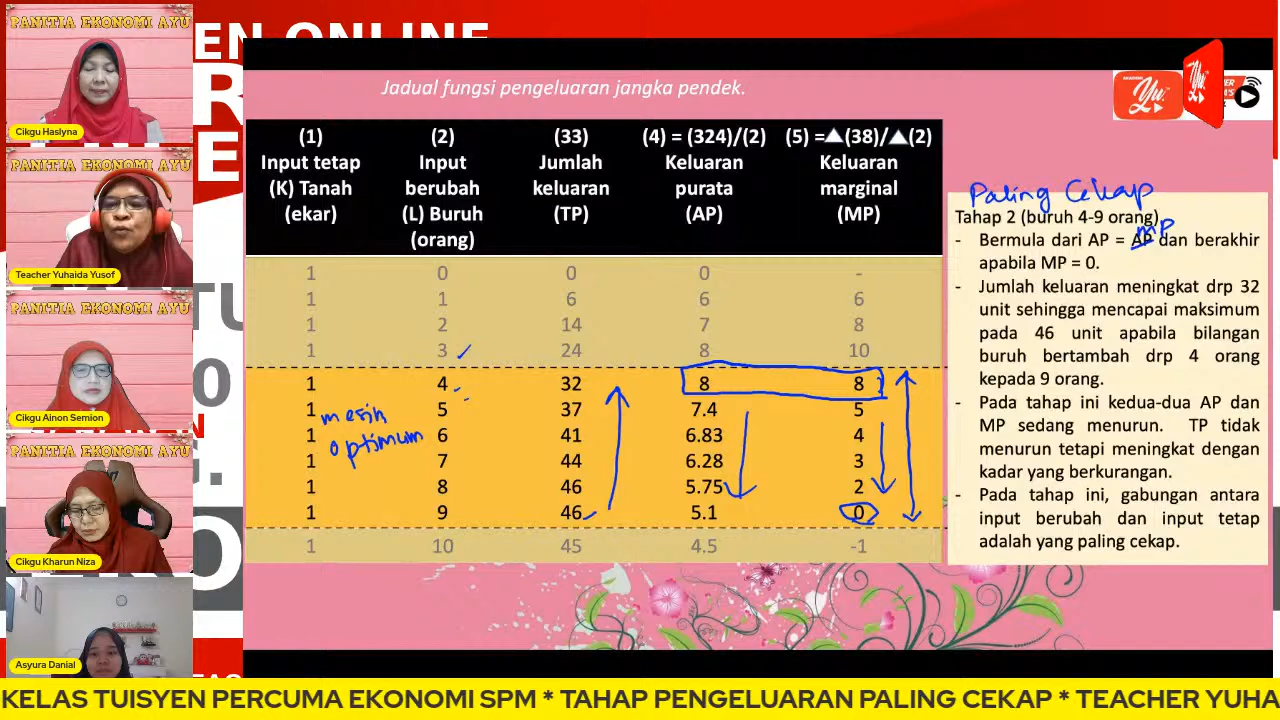 PANITIA EKONOMI AYU
Cikgu Haslyna
PANITIA EKONOMI AYU
Teacher Yuhaida Yusof
PANITIA EKONOMI AYU
Cikgu Ainon Semion
PANITIA EKONOMI AYU
Cikgu Kharun Niza
Asyura Danial
EN ONLINE
Jadual fungsi pengeluaran jangka pendek.
Yu
(1) (2) (33) (4) = (324)/(2) (5) =▲(38)/▲(2)
Input tetap Input Jumlah Keluaran Keluaran
(K) Tanah berubah keluaran purata marginal
(ekar) (L) Buruh (TP) (AP) (MP)
(orang)
1 0 0 0 -
1 1 6 6 6
1 2 14 7 8
1 3 24 8 10
1 4 32 8 8
1 5 37 7.4 5
1 6 41 6.83 4
1 7 44 6.28 3
1 8 46 5.75 2
1 9 46 5.1 0
1 10 45 4.5 -1
mesin
optimum
Paling Cekap
Tahap 2 (buruh 4-9 orang)
MP
- Bermula dari AP = AP dan berakhir
apabila MP = 0.
- Jumlah keluaran meningkat drp 32
unit sehingga mencapai maksimum
pada 46 unit apabila bilangan
buruh bertambah drp 4 orang
kepada 9 orang.
- Pada tahap ini kedua-dua AP dan
MP sedang menurun. TP tidak
menurun tetapi meningkat dengan
kadar yang berkurangan.
- Pada tahap ini, gabungan antara
input berubah dan input tetap
adalah yang paling cekap.
KELAS TUISYEN PERCUMA EKONOMI SPM * TAHAP PENGELUARAN PALING CEKAP * TEACHER YUHA